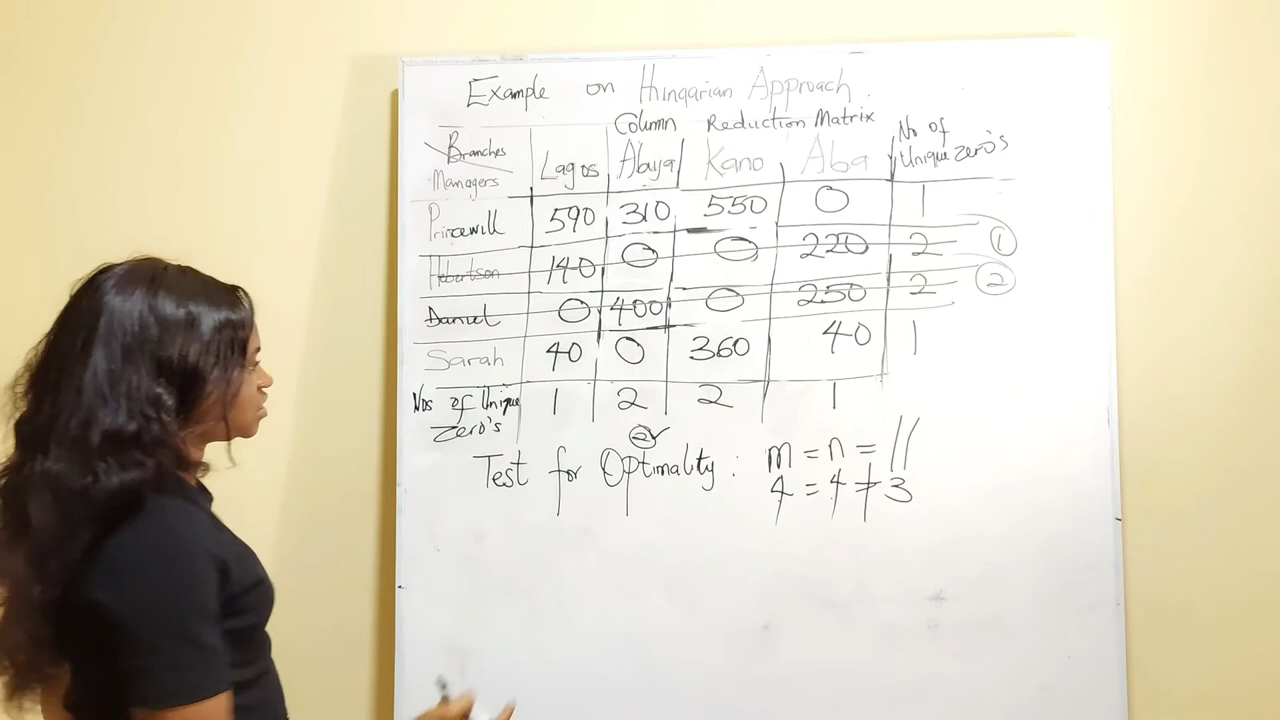 Example on Hungarian Approach.
Column Reduction Matrix
Branches
Managers
Lagos Abuja Kano Aba No of Unique zero's
Princewill 590 310 550 0 1
Hebertson 140 0 0 220 2 1
Daniel 0 400 0 250 2 2
Sarah 40 0 360 40 1
Nos of Unique zero's 1 2 2 1
2✓
Test for Optimality: m = n = //
4 = 4 ≠ 3